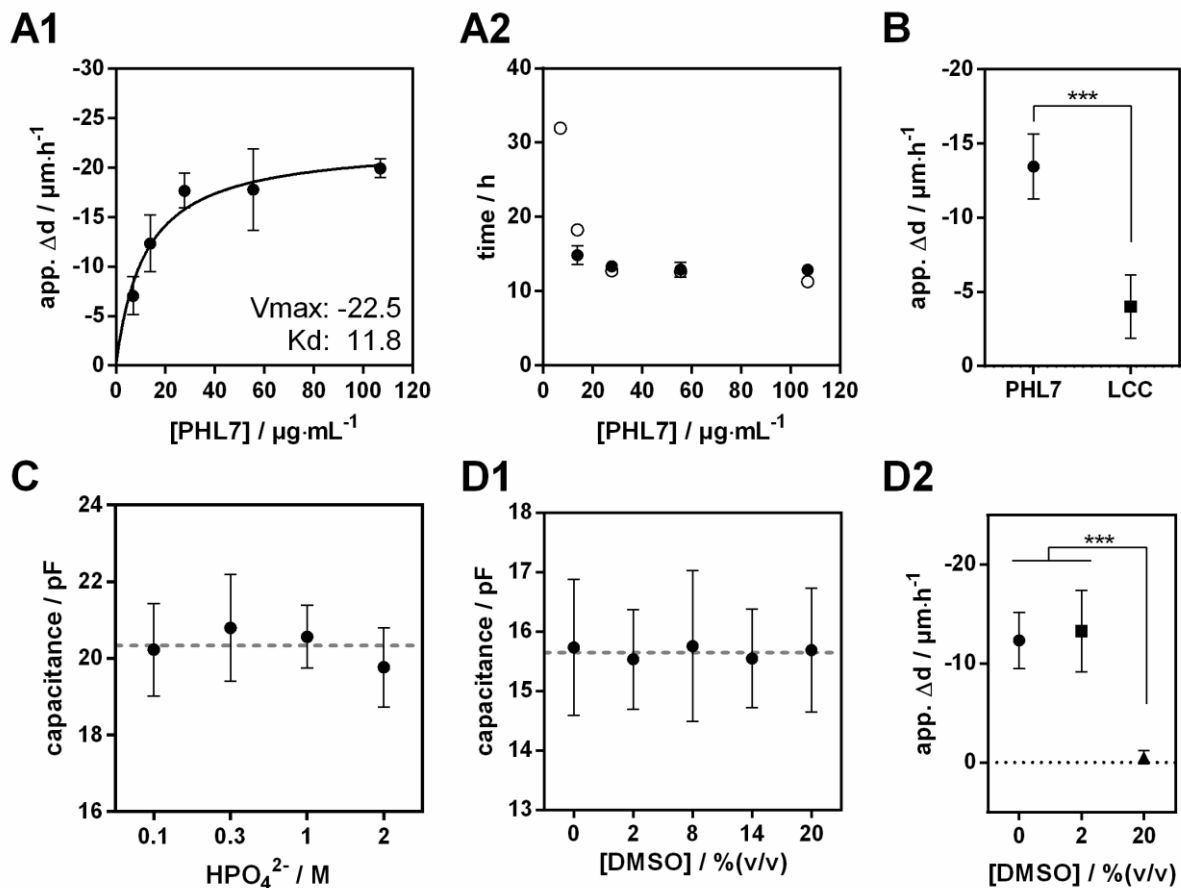 A1
-30
-25
-20
-15
-10
-5
0
0 20 40 60 80 100 120
app. Δd / µm·h⁻¹
[PHL7] / µg·mL⁻¹
Vmax: -22.5
Kd: 11.8
A2
40
30
20
10
0
0 20 40 60 80 100 120
time / h
[PHL7] / µg·mL⁻¹
B
-20
-15
-10
-5
0
app. Δd / µm·h⁻¹
***
PHL7 LCC
C
24
22
20
18
16
capacitance / pF
0.1 0.3 1 2
HPO₄²⁻ / M
D1
18
17
16
15
14
13
capacitance / pF
0 2 8 14 20
[DMSO] / %(v/v)
D2
-20
-10
0
app. Δd / µm·h⁻¹
***
0 2 20
[DMSO] / %(v/v)